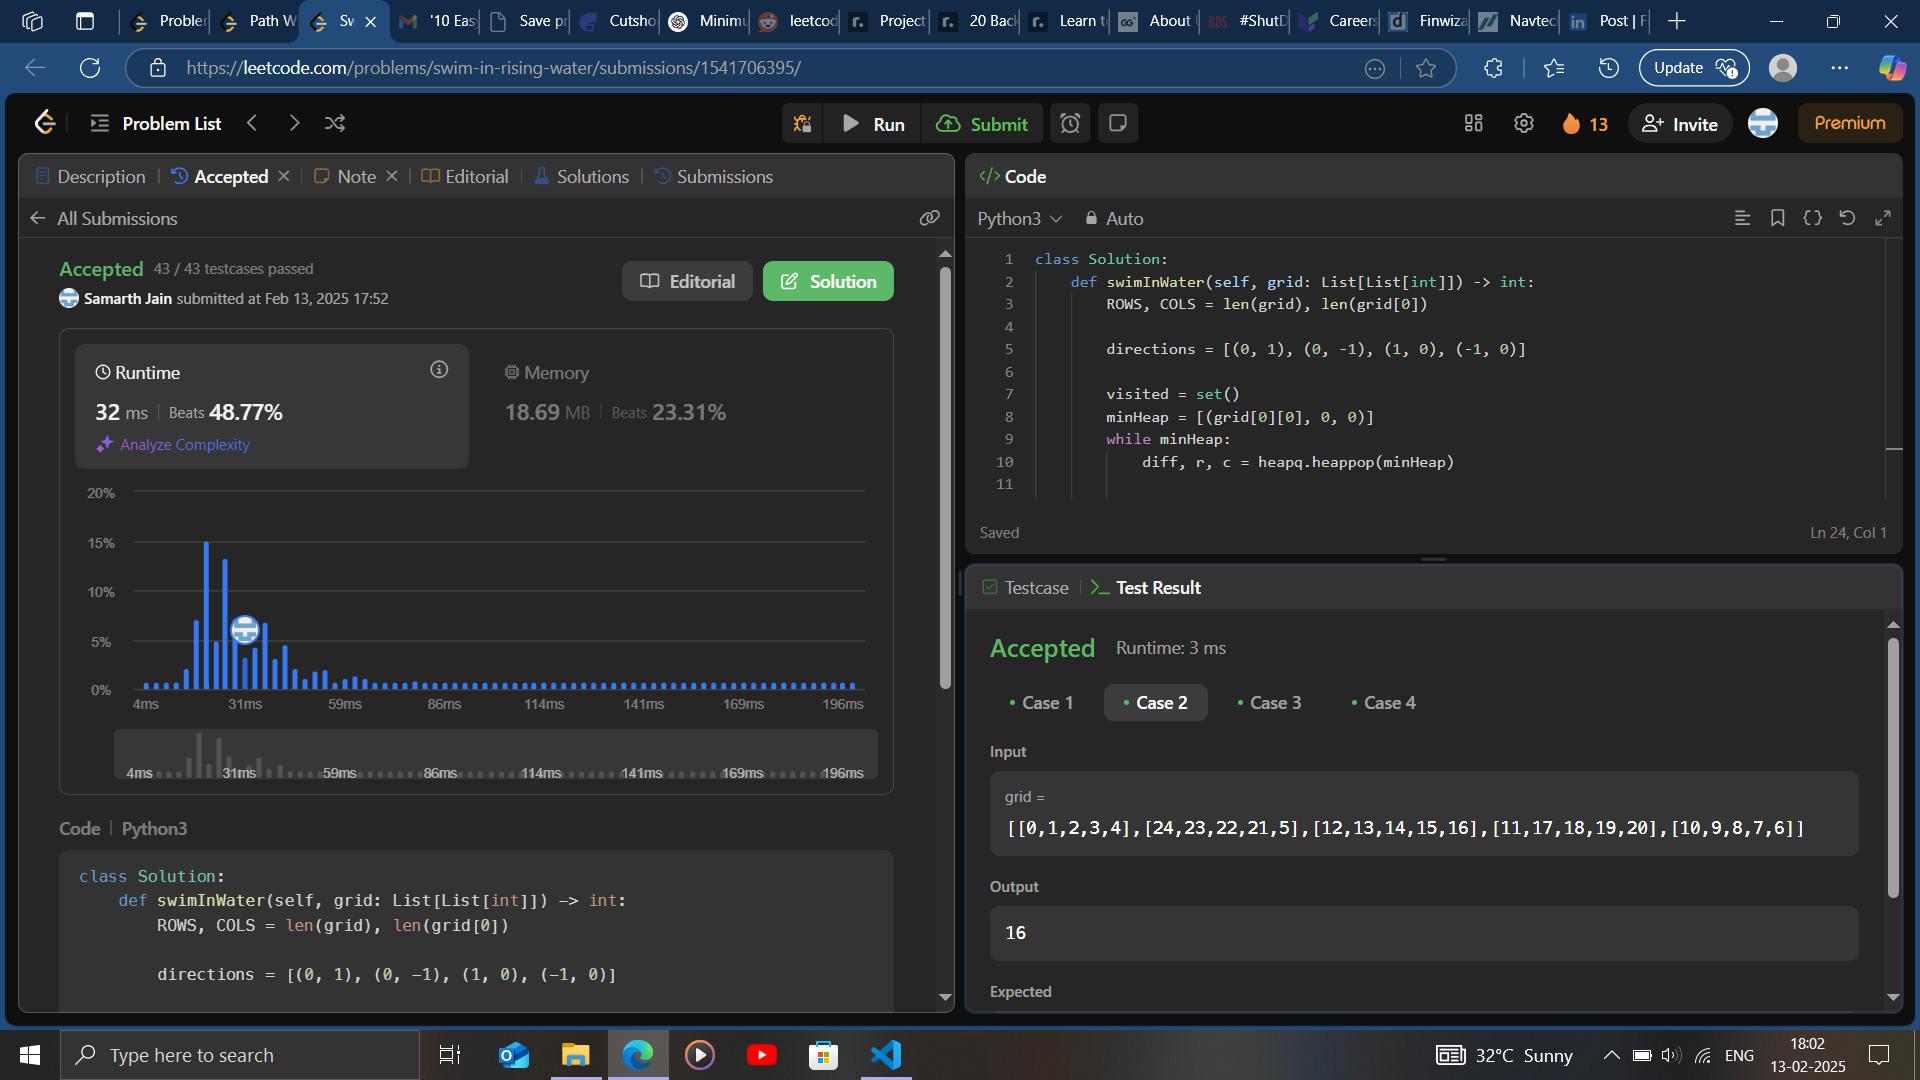 Problem
Path W
Sw
'10 Easy
Save pr
Cutsho
Minimu
leetcod
Project
20 Back
Learn to
About U
#ShutD
Careers
Finwiza
Navtech
Post | F
https://leetcode.com/problems/swim-in-rising-water/submissions/1541706395/
Update
Problem List
Run
Submit
13
Invite
Premium
Description
Accepted
Note
Editorial
Solutions
Submissions
All Submissions
Accepted 43 / 43 testcases passed
Samarth Jain submitted at Feb 13, 2025 17:52
Editorial
Solution
Runtime
32 ms | Beats 48.77%
Analyze Complexity
Memory
18.69 MB | Beats 23.31%
20%
15%
10%
5%
0%
4ms 31ms 59ms 86ms 114ms 141ms 169ms 196ms
4ms 31ms 59ms 86ms 114ms 141ms 169ms 196ms
Code | Python3
class Solution:
def swimInWater(self, grid: List[List[int]]) -> int:
ROWS, COLS = len(grid), len(grid[0])
directions = [(0, 1), (0, -1), (1, 0), (-1, 0)]
</> Code
Python3
Auto
1 class Solution:
2 def swimInWater(self, grid: List[List[int]]) -> int:
3 ROWS, COLS = len(grid), len(grid[0])
4
5 directions = [(0, 1), (0, -1), (1, 0), (-1, 0)]
6
7 visited = set()
8 minHeap = [(grid[0][0], 0, 0)]
9 while minHeap:
10 diff, r, c = heapq.heappop(minHeap)
11
Saved
Ln 24, Col 1
Testcase
Test Result
Accepted Runtime: 3 ms
• Case 1
• Case 2
• Case 3
• Case 4
Input
grid =
[[0,1,2,3,4],[24,23,22,21,5],[12,13,14,15,16],[11,17,18,19,20],[10,9,8,7,6]]
Output
16
Expected
Type here to search
32°C Sunny
ENG
18:02
13-02-2025